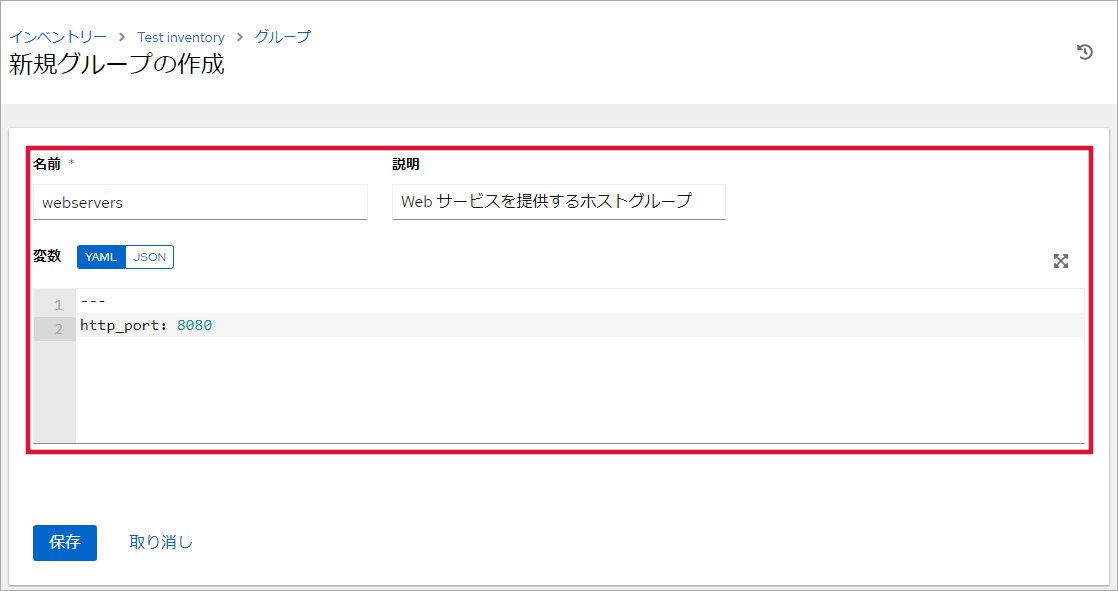 インベントリー > Test inventory > グループ
新規グループの作成
名前 * 説明
webservers Web サービスを提供するホストグループ
変数 YAML JSON
1 ---
2 http_port: 8080
保存 取り消し